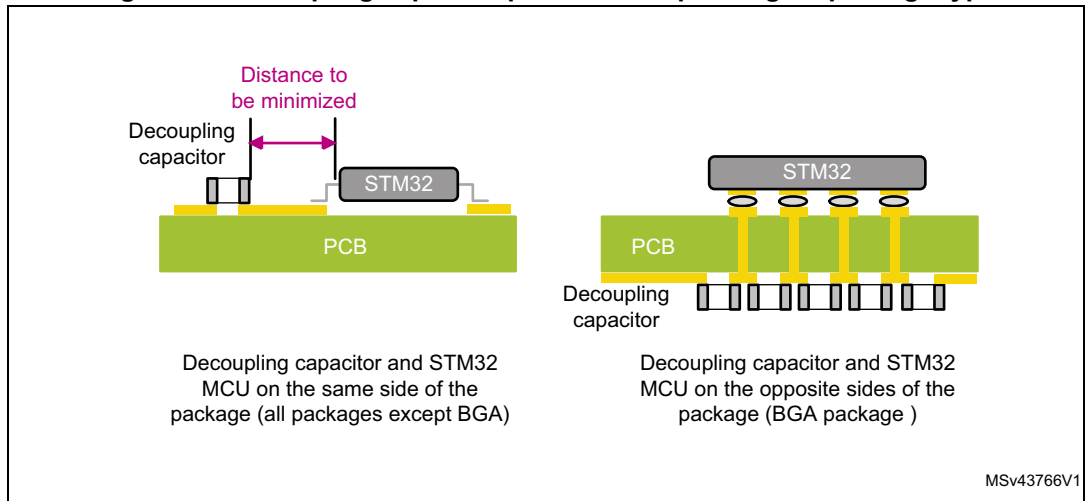 Distance to
be minimized
Decoupling
capacitor
STM32
PCB
Decoupling capacitor and STM32
MCU on the same side of the
package (all packages except BGA)
STM32
PCB
Decoupling
capacitor
Decoupling capacitor and STM32
MCU on the opposite sides of the
package (BGA package )
MSv43766V1